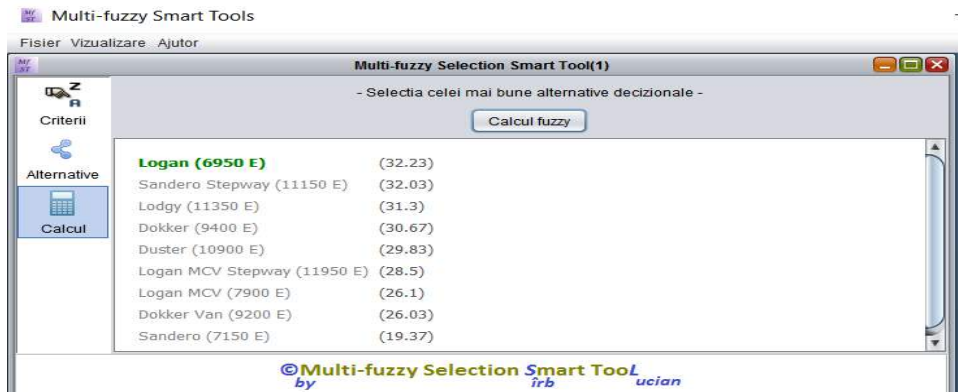 Multi-fuzzy Smart Tools
Fisier Vizualizare Ajutor
Multi-fuzzy Selection Smart Tool(1)
- Selectia celei mai bune alternative decizionale -
Calcul fuzzy
Criterii
Alternative
Calcul
Logan (6950 E) (32.23)
Sandero Stepway (11150 E) (32.03)
Lodgy (11350 E) (31.3)
Dokker (9400 E) (30.67)
Duster (10900 E) (29.83)
Logan MCV Stepway (11950 E) (28.5)
Logan MCV (7900 E) (26.1)
Dokker Van (9200 E) (26.03)
Sandero (7150 E) (19.37)
©Multi-fuzzy Selection Smart TooL
by îrb ucian